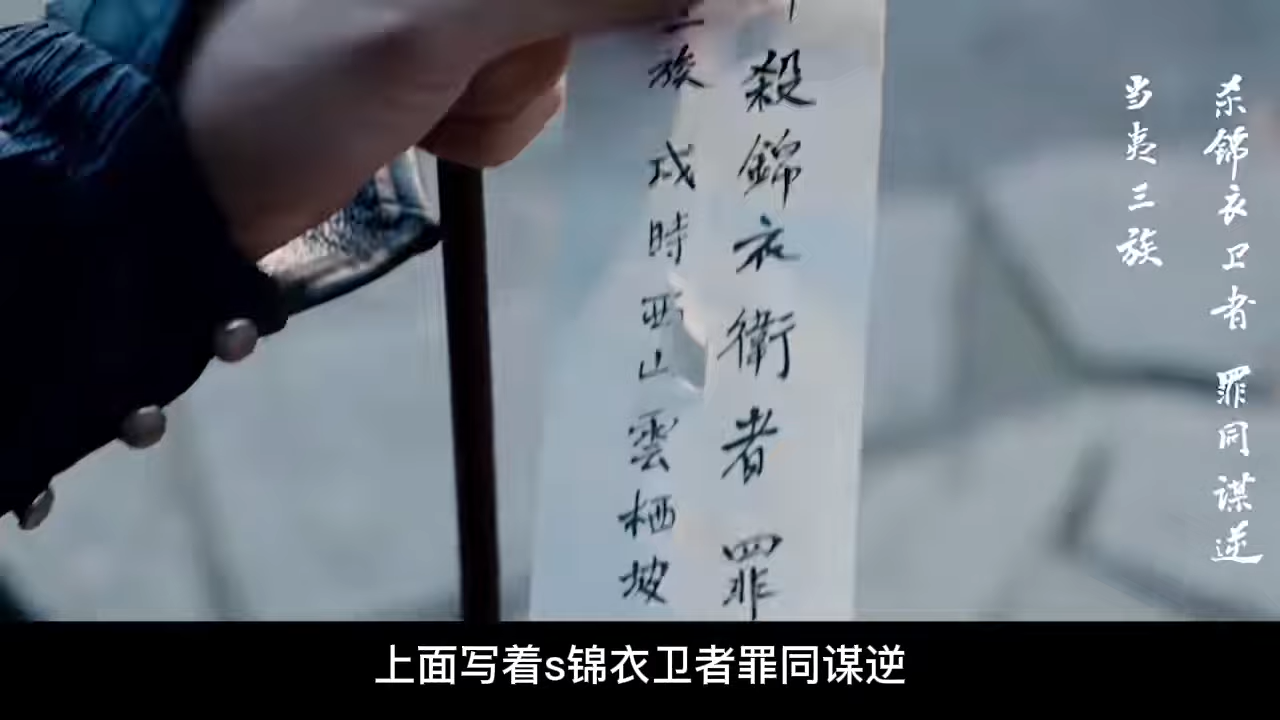 杀锦衣卫者 罪同谋逆
当夷三族
殺錦衣衛者 罪
族 戌時西山雲栖坡
上面写着s锦衣卫者罪同谋逆